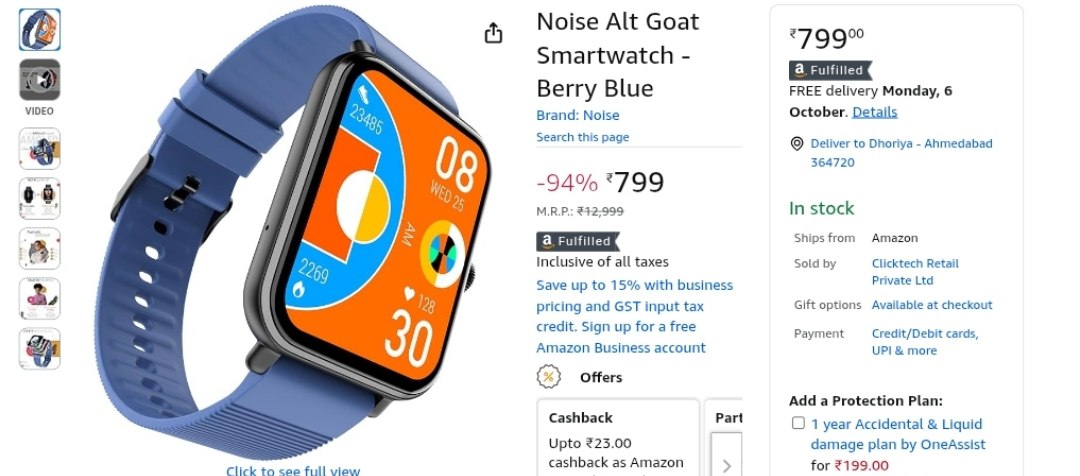 VIDEO
23485
08
WED 25
AM
2269
128
30
Click to see full view
Noise Alt Goat
Smartwatch -
Berry Blue
Brand: Noise
Search this page
-94% ₹799
M.R.P.: ₹12,999
a Fulfilled
Inclusive of all taxes
Save up to 15% with business
pricing and GST input tax
credit. Sign up for a free
Amazon Business account
% Offers
Cashback
Upto ₹23.00
cashback as Amazon
Part
₹79900
a Fulfilled
FREE delivery Monday, 6
October. Details
Deliver to Dhoriya - Ahmedabad
364720
In stock
Ships from Amazon
Sold by Clicktech Retail
Private Ltd
Gift options Available at checkout
Payment Credit/Debit cards,
UPI & more
Add a Protection Plan:
1 year Accidental & Liquid
damage plan by OneAssist
for ₹199.00